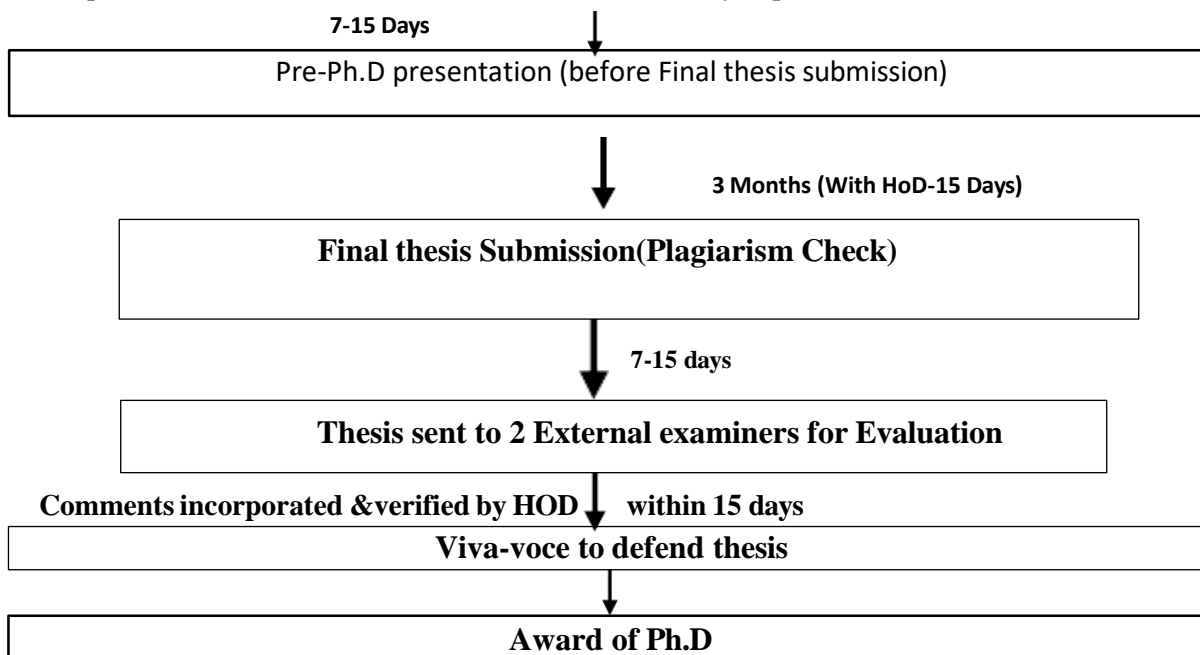 7-15 Days
Pre-Ph.D presentation (before Final thesis submission)
3 Months (With HoD-15 Days)
Final thesis Submission(Plagiarism Check)
7-15 days
Thesis sent to 2 External examiners for Evaluation
Comments incorporated &verified by HOD within 15 days
Viva-voce to defend thesis
Award of Ph.D